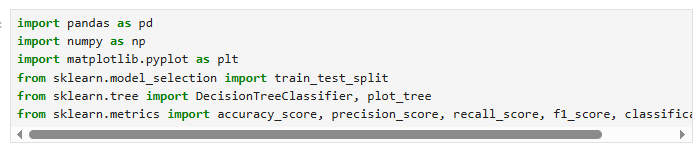 import pandas as pd
import numpy as np
import matplotlib.pyplot as plt
from sklearn.model_selection import train_test_split
from sklearn.tree import DecisionTreeClassifier, plot_tree
from sklearn.metrics import accuracy_score, precision_score, recall_score, f1_score, classifica